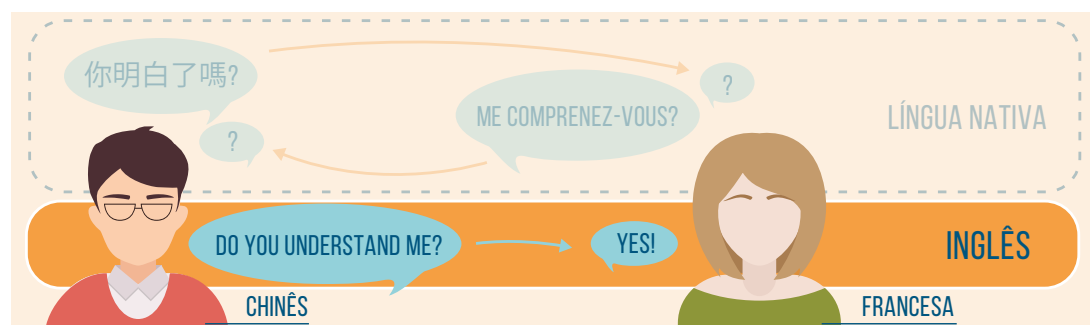 你明白了嗎?
?
ME COMPRENEZ-VOUS?
?
LÍNGUA NATIVA
DO YOU UNDERSTAND ME?
YES!
INGLÊS
CHINÊS
FRANCESA